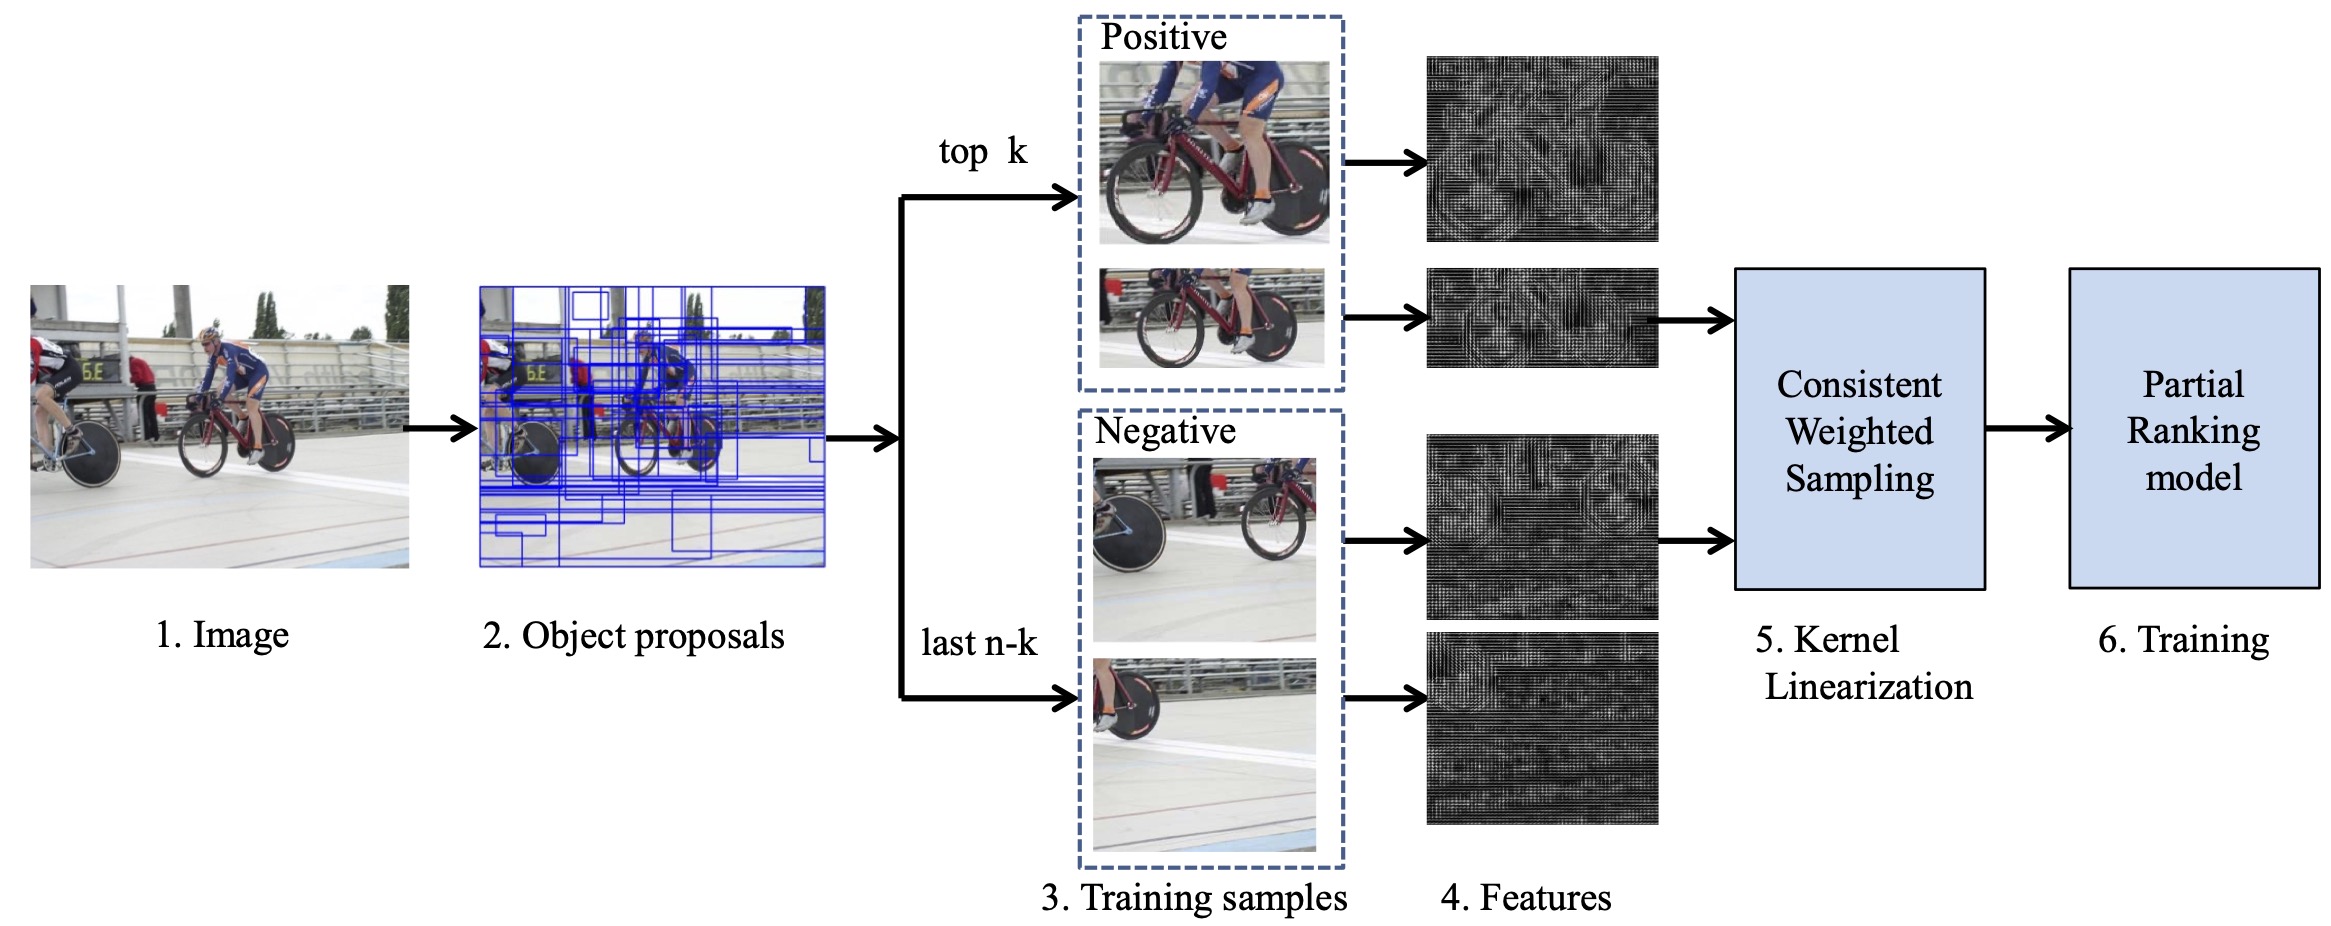 Positive
top k
Negative
last n-k
6.E
Consistent
Weighted
Sampling
Partial
Ranking
model
1. Image
2. Object proposals
3. Training samples
4. Features
5. Kernel
Linearization
6. Training